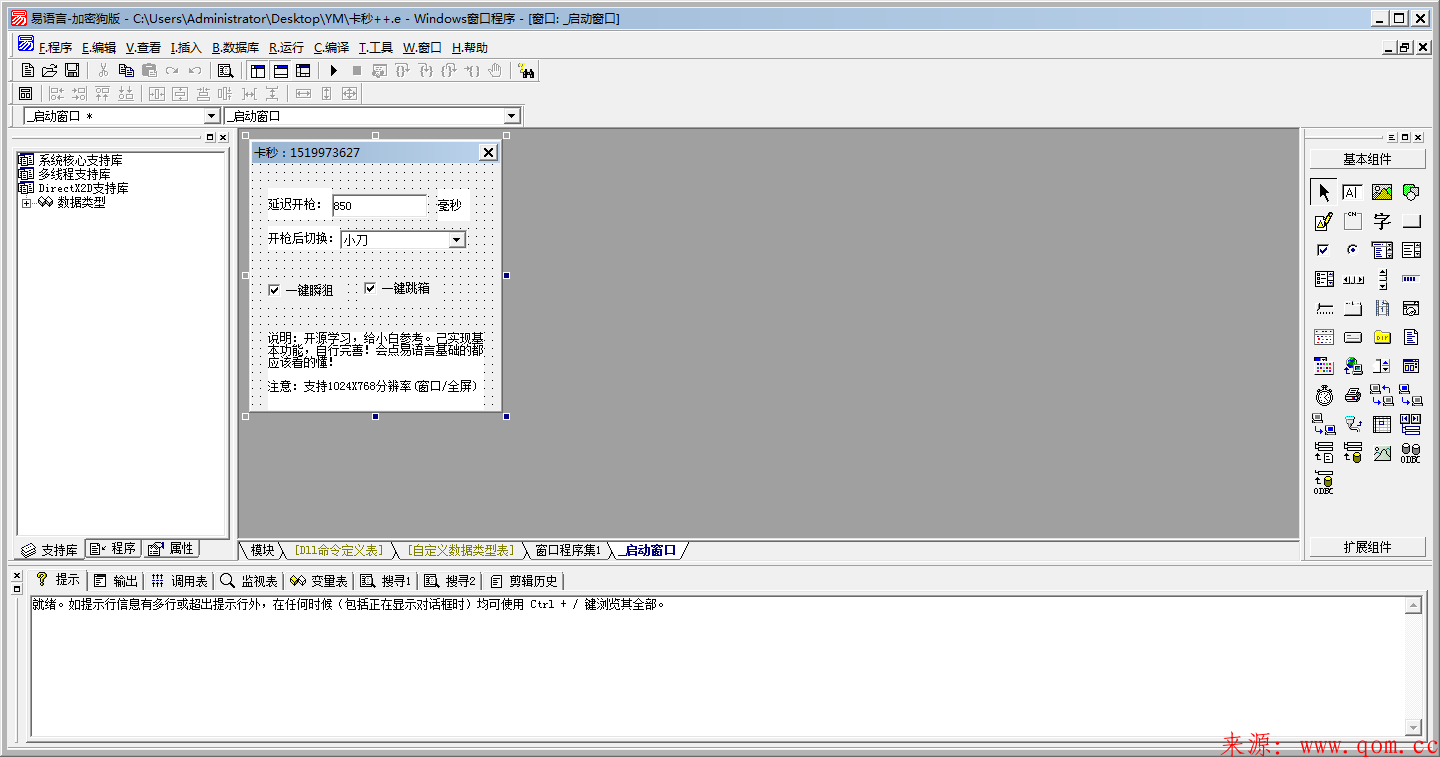 易语言-加密狗版 - C:\Users\Administrator\Desktop\YM\卡秒++.e - Windows窗口程序 - [窗口: _启动窗口]
F.程序 E.编辑 V.查看 I.插入 B.数据库 R.运行 C.编译 T.工具 W.窗口 H.帮助
_启动窗口 * _启动窗口
系统核心支持库
多线程支持库
DirectX2D支持库
数据类型
支持库 程序 属性
卡秒：1519973627
延迟开枪： 850 毫秒
开枪后切换： 小刀
一键瞬狙 一键跳箱
说明：开源学习，给小白参考。己实现基
本功能，自行完善！会点易语言基础的都
应该看的懂！
注意：支持1024X768分辨率(窗口/全屏)
模块 [Dll命令定义表] [自定义数据类型表] 窗口程序集1 _启动窗口
基本组件
A
CN
字
DIR
ODBC
ODBC
扩展组件
提示 输出 调用表 监视表 变量表 搜寻1 搜寻2 剪辑历史
就绪。如提示行信息有多行或超出提示行外，在任何时候（包括正在显示对话框时）均可使用 Ctrl + / 键浏览其全部。
来源: www.qom.cc